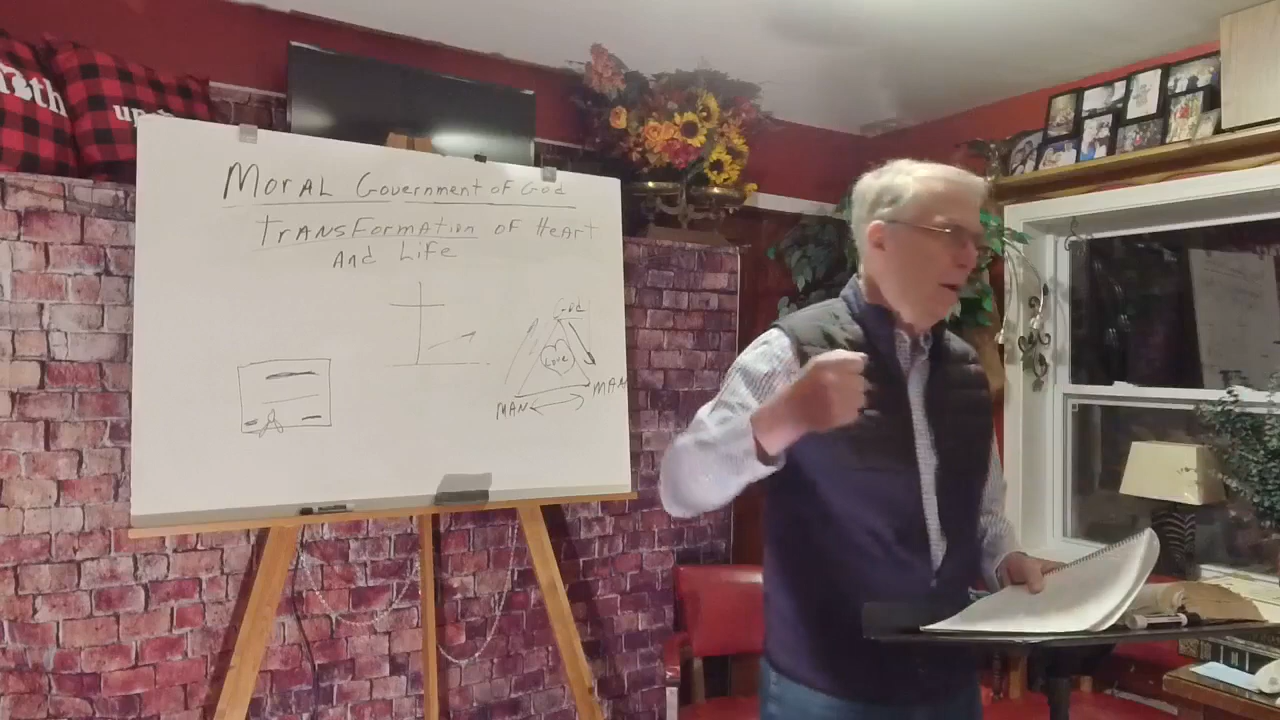 Moral Government of God
Transformation of Heart
And Life
God
Love
MAN
MAN